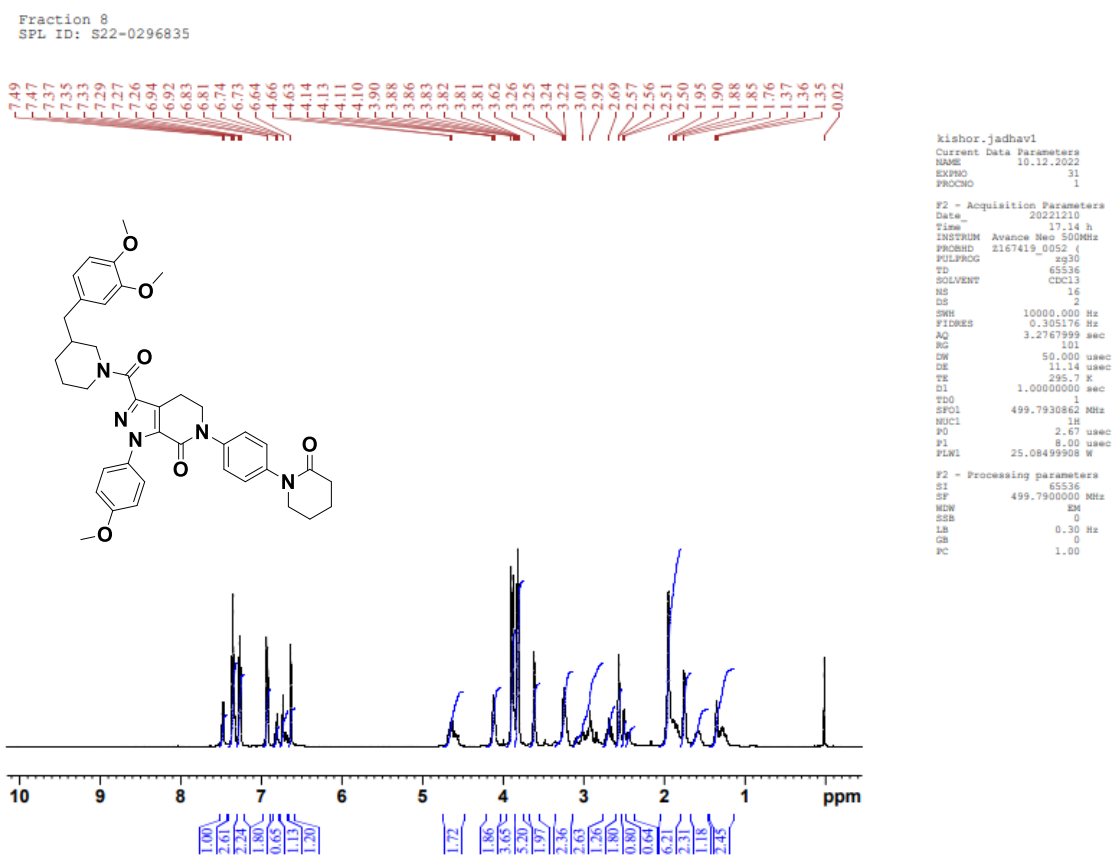 Fraction 8
SPL ID: S22-0296835
7.49 7.47 7.37 7.35 7.33 7.29 7.27 7.26 6.94 6.92 6.83 6.81 6.74 6.73 6.64 4.66 4.63 4.14 4.13 4.11 4.10 3.90 3.88 3.86 3.83 3.82 3.81 3.81 3.62 3.26 3.25 3.24 3.22 3.01 2.92 2.69 2.57 2.56 2.51 2.50 1.95 1.90 1.88 1.85 1.76 1.37 1.36 1.35 0.02
kishor.jadhav1
Current Data Parameters
NAME 10.12.2022
EXPNO 31
PROCNO 1
F2 - Acquisition Parameters
Date_ 20221210
Time 17.14 h
INSTRUM Avance Neo 500MHz
PROBHD Z167419_0052 (
PULPROG zg30
TD 65536
SOLVENT CDCl3
NS 16
DS 2
SWH 10000.000 Hz
FIDRES 0.305176 Hz
AQ 3.2767999 sec
RG 101
DW 50.000 usec
DE 11.14 usec
TE 295.7 K
D1 1.00000000 sec
TD0 1
SFO1 499.7930862 MHz
NUC1 1H
P0 2.67 usec
P1 8.00 usec
PLW1 25.08499908 W
F2 - Processing parameters
SI 65536
SF 499.7900000 MHz
WDW EM
SSB 0
LB 0.30 Hz
GB 0
PC 1.00
O
O
N
O
N
N
N
O
N
O
O
10 9 8 7 6 5 4 3 2 1 ppm
1.00 2.61 2.24 1.80 0.65 1.13 1.20 1.72 1.86 3.65 5.20 1.97 2.36 2.63 1.26 1.80 0.80 0.64 6.21 2.31 1.18 2.45